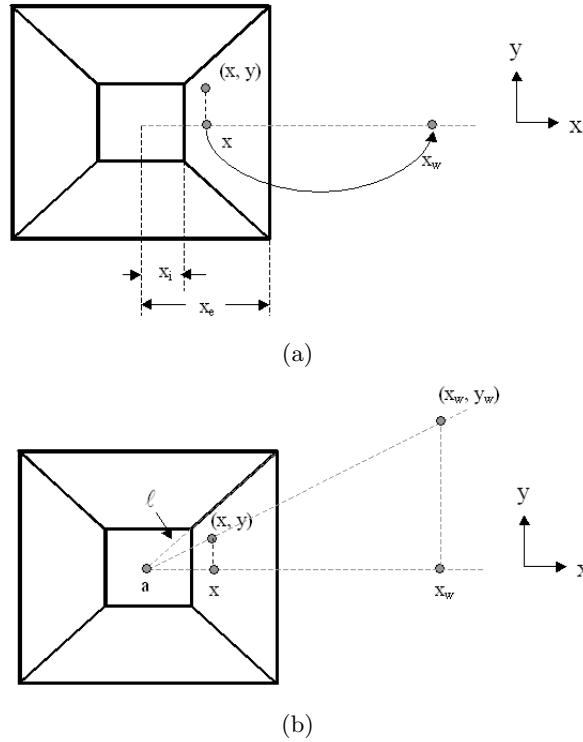 y
(x, y)
x
x
x_w
x_i
x_e
(a)
(x_w, y_w)
y
ℓ
(x, y)
a
x
x_w
x
(b)